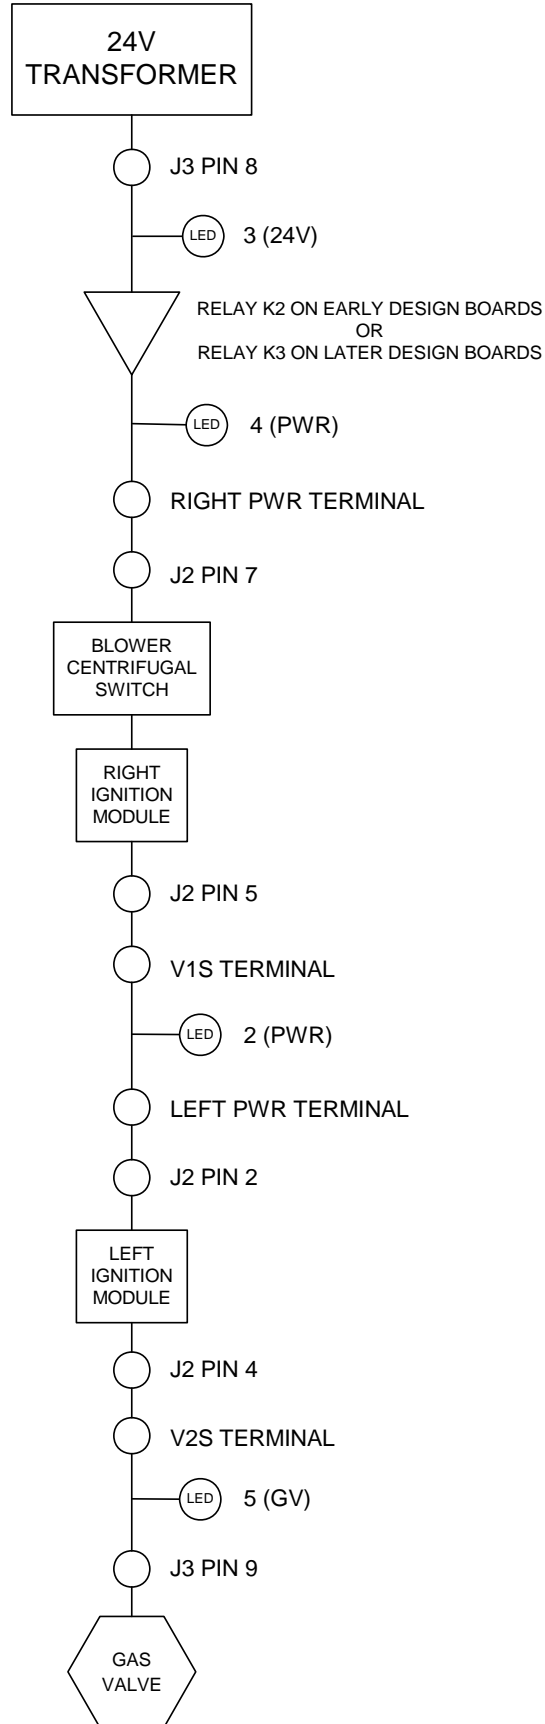 24V
TRANSFORMER
J3 PIN 8
LED 3 (24V)
RELAY K2 ON EARLY DESIGN BOARDS
OR
RELAY K3 ON LATER DESIGN BOARDS
LED 4 (PWR)
RIGHT PWR TERMINAL
J2 PIN 7
BLOWER
CENTRIFUGAL
SWITCH
RIGHT
IGNITION
MODULE
J2 PIN 5
V1S TERMINAL
LED 2 (PWR)
LEFT PWR TERMINAL
J2 PIN 2
LEFT
IGNITION
MODULE
J2 PIN 4
V2S TERMINAL
LED 5 (GV)
J3 PIN 9
GAS
VALVE